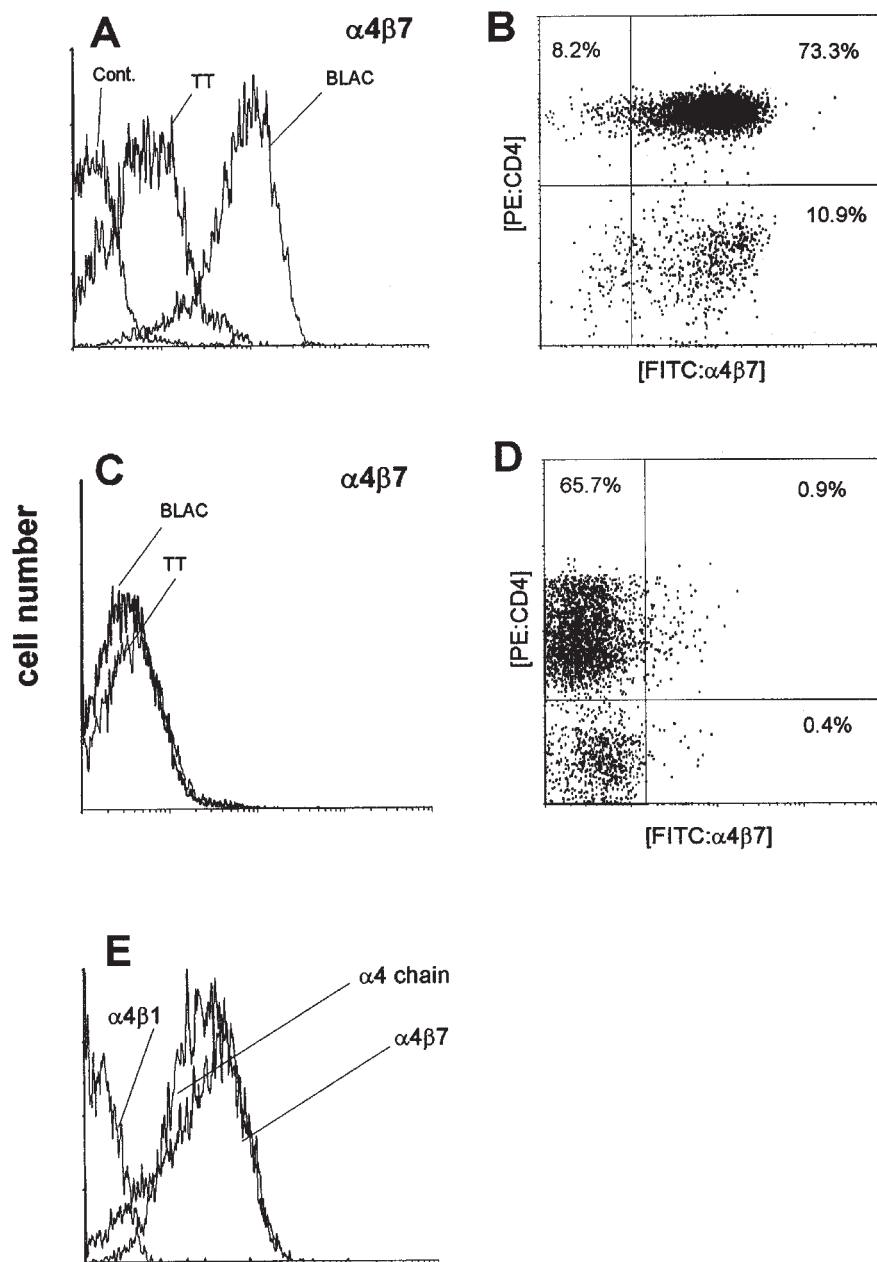 A
α4β7
Cont.
TT
BLAC
B
8.2%
73.3%
10.9%
[PE:CD4]
[FITC:α4β7]
C
α4β7
BLAC
TT
cell number
D
65.7%
0.9%
0.4%
[PE:CD4]
[FITC:α4β7]
E
α4β1
α4 chain
α4β7